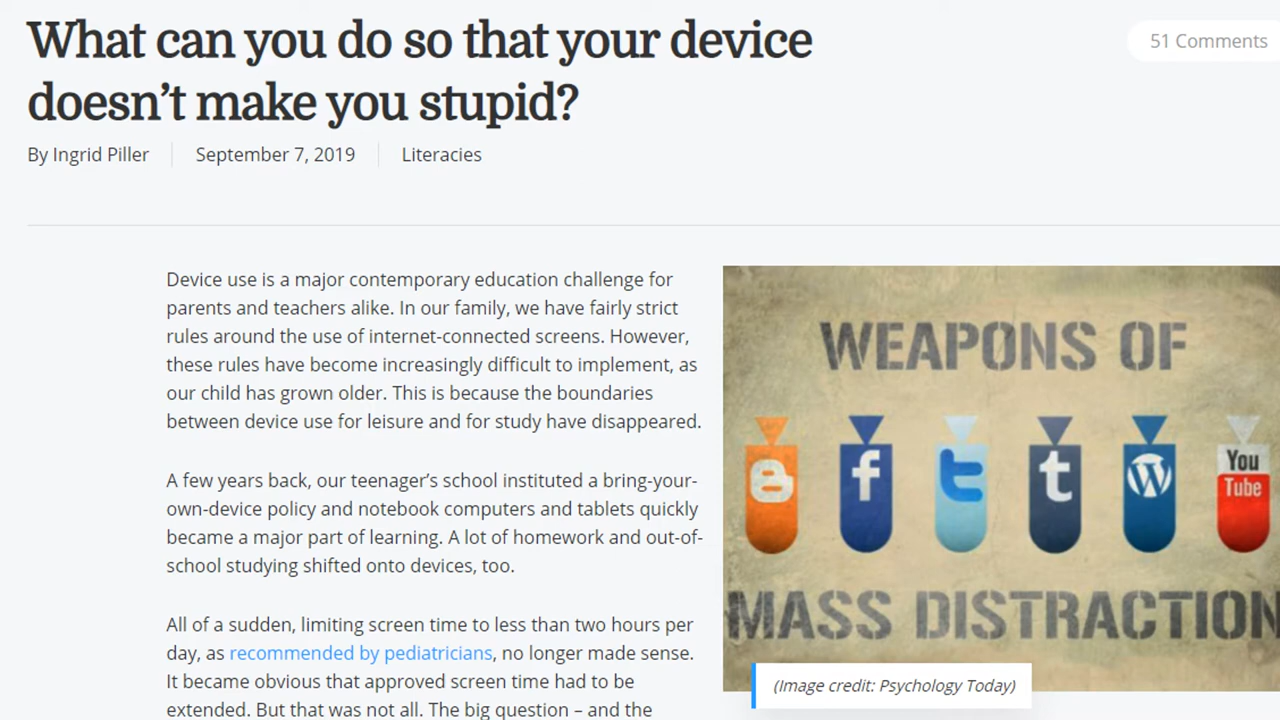 What can you do so that your device
doesn’t make you stupid?
51 Comments
By Ingrid Piller
September 7, 2019
Literacies
Device use is a major contemporary education challenge for
parents and teachers alike. In our family, we have fairly strict
rules around the use of internet-connected screens. However,
these rules have become increasingly difficult to implement, as
our child has grown older. This is because the boundaries
between device use for leisure and for study have disappeared.
A few years back, our teenager’s school instituted a bring-your-
own-device policy and notebook computers and tablets quickly
became a major part of learning. A lot of homework and out-of-
school studying shifted onto devices, too.
All of a sudden, limiting screen time to less than two hours per
day, as recommended by pediatricians, no longer made sense.
It became obvious that approved screen time had to be
extended. But that was not all. The big question – and the
WEAPONS OF
f
t
t
W
You
Tube
MASS DISTRACTION
(Image credit: Psychology Today)